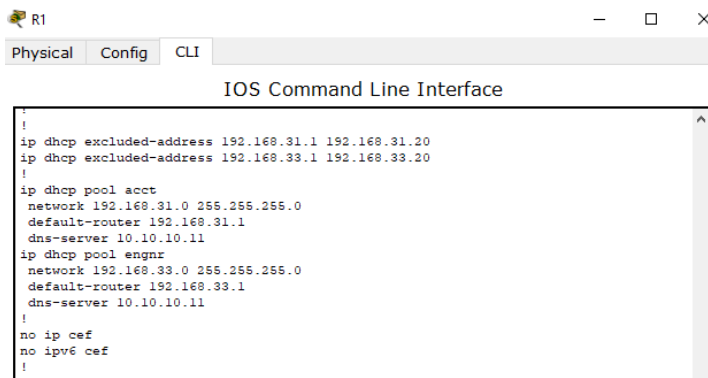 R1
Physical Config CLI
IOS Command Line Interface
!
!
ip dhcp excluded-address 192.168.31.1 192.168.31.20
ip dhcp excluded-address 192.168.33.1 192.168.33.20
!
ip dhcp pool acct
 network 192.168.31.0 255.255.255.0
 default-router 192.168.31.1
 dns-server 10.10.10.11
ip dhcp pool engnr
 network 192.168.33.0 255.255.255.0
 default-router 192.168.33.1
 dns-server 10.10.10.11
!
no ip cef
no ipv6 cef
!